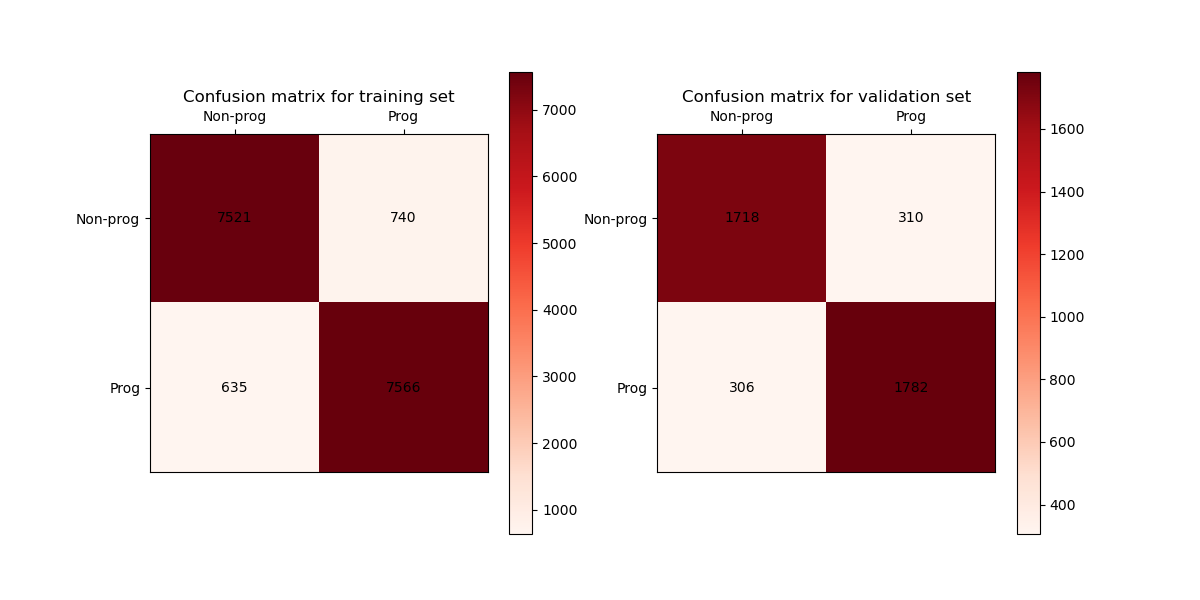 Confusion matrix for training set
Non-prog Prog
Non-prog 7521 740
Prog 635 7566
7000
6000
5000
4000
3000
2000
1000
Confusion matrix for validation set
Non-prog Prog
Non-prog 1718 310
Prog 306 1782
1600
1400
1200
1000
800
600
400